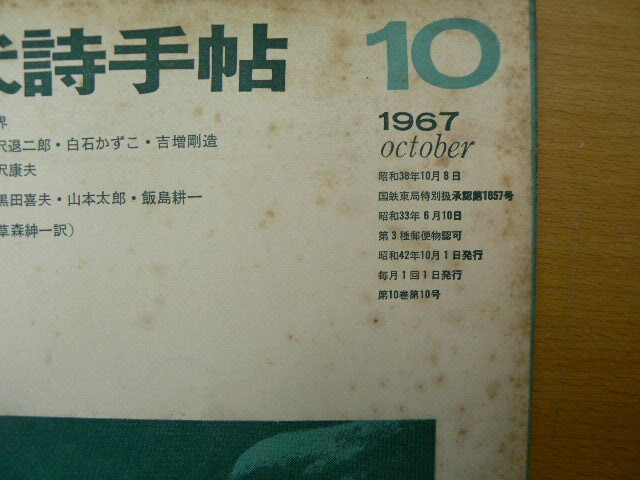 代詩手帖
10
1967
october
界
沢退二郎・白石かずこ・吉増剛造
沢康夫
黒田喜夫・山本太郎・飯島耕一
草森紳一訳）
昭和38年10月8日
国鉄東局特別扱承認第1657号
昭和33年6月10日
第3種郵便物認可
昭和42年10月1日発行
毎月1回1日発行
第10巻第10号